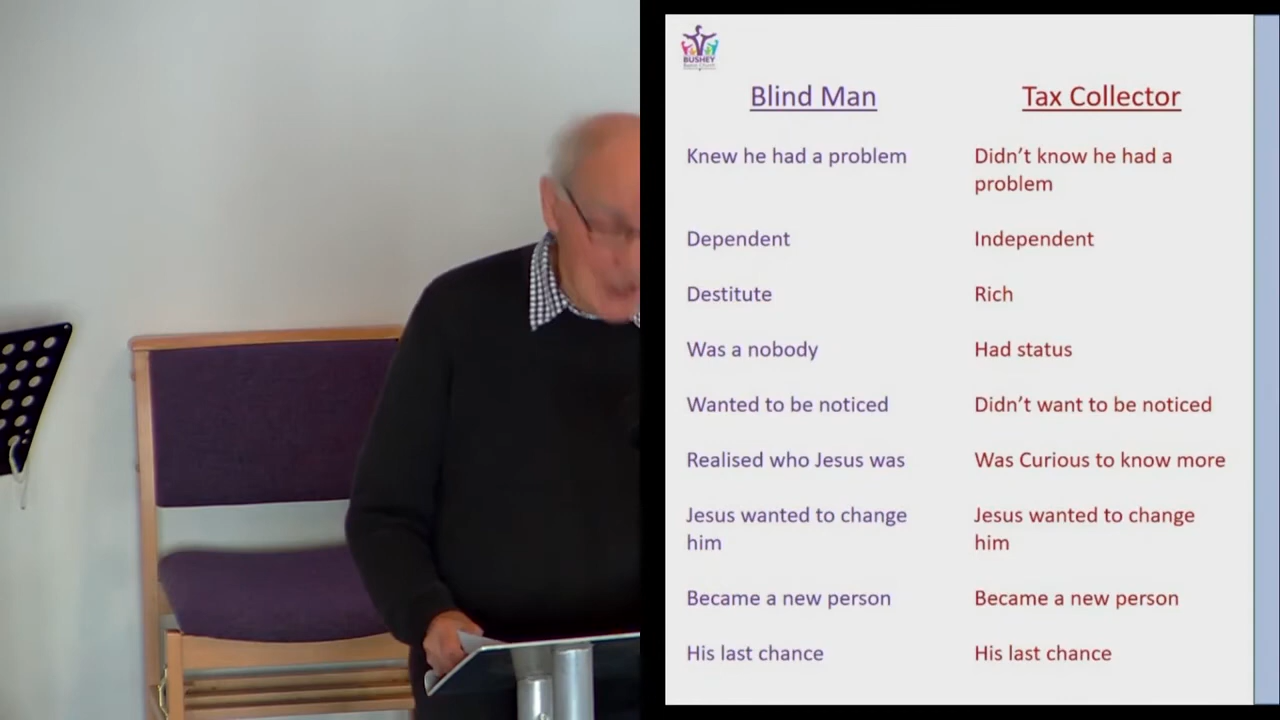 BUSHEY
Baptist Church
Blind Man
Tax Collector
Knew he had a problem
Didn’t know he had a
problem
Dependent
Independent
Destitute
Rich
Was a nobody
Had status
Wanted to be noticed
Didn’t want to be noticed
Realised who Jesus was
Was Curious to know more
Jesus wanted to change
him
Jesus wanted to change
him
Became a new person
Became a new person
His last chance
His last chance